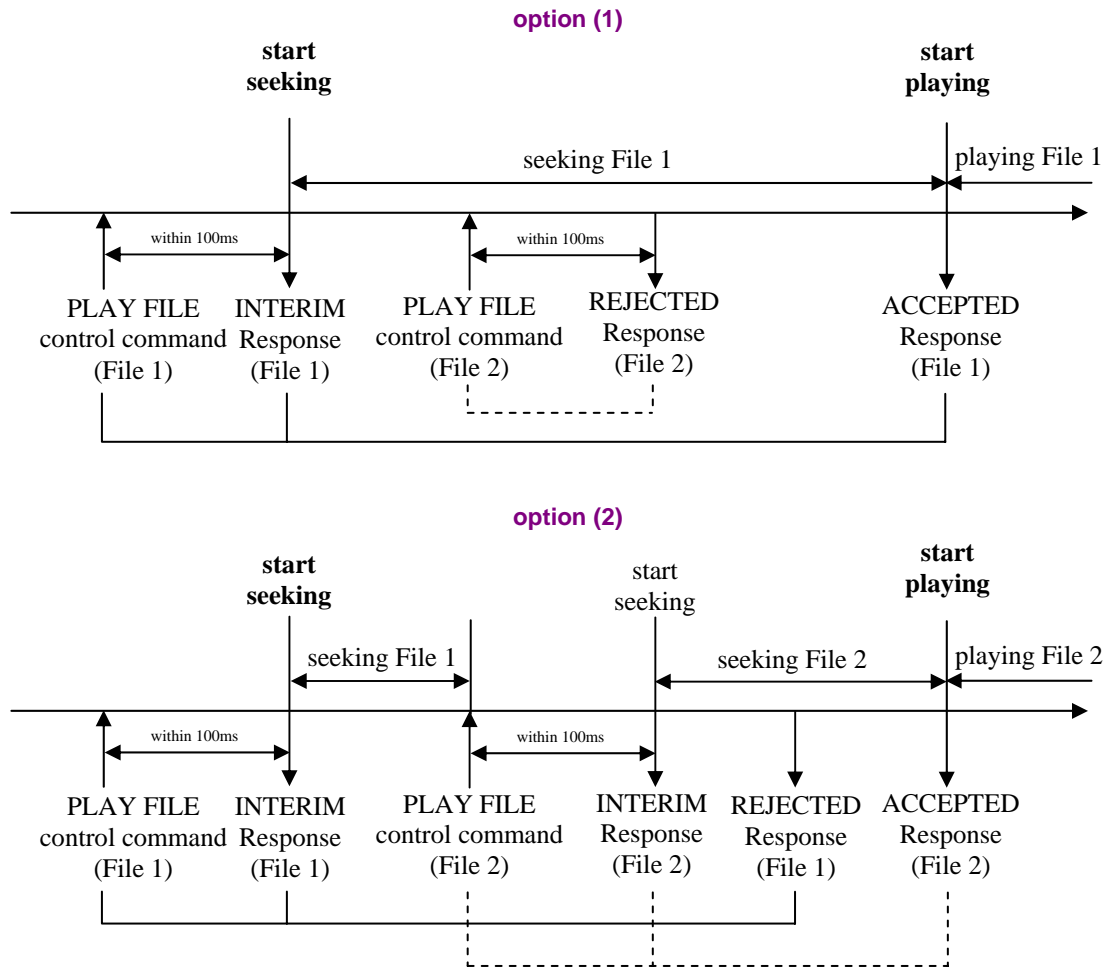 option (1)
start
seeking
start
playing
seeking File 1
playing File 1
within 100ms
within 100ms
PLAY FILE
control command
(File 1)
INTERIM
Response
(File 1)
PLAY FILE
control command
(File 2)
REJECTED
Response
(File 2)
ACCEPTED
Response
(File 1)
option (2)
start
seeking
start
seeking
start
playing
seeking File 1
seeking File 2
playing File 2
within 100ms
within 100ms
PLAY FILE
control command
(File 1)
INTERIM
Response
(File 1)
PLAY FILE
control command
(File 2)
INTERIM
Response
(File 2)
REJECTED
Response
(File 1)
ACCEPTED
Response
(File 2)